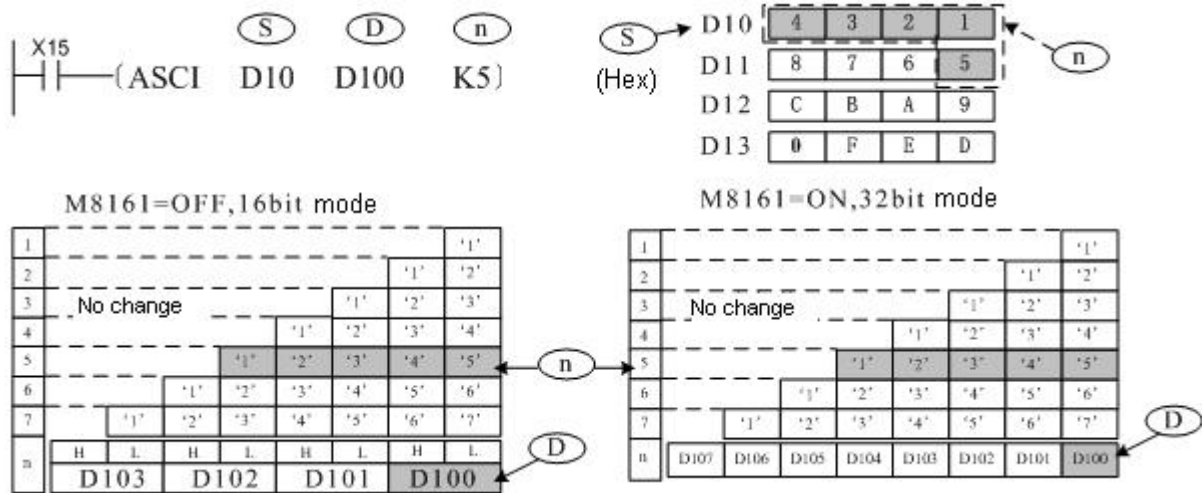 S D n
X15
(ASCI D10 D100 K5)
S
(Hex)
D10 4 3 2 1
D11 8 7 6 5
D12 C B A 9
D13 0 F E D
n
M8161=OFF,16bit mode
1 '1'
2 '1' '2'
3 No change '1' '2' '3'
4 '1' '2' '3' '4'
5 '1' '2' '3' '4' '5'
6 '1' '2' '3' '4' '5' '6'
7 '1' '2' '3' '4' '5' '6' '7'
n H L H L H L H L
D103 D102 D101 D100
n
D
M8161=ON,32bit mode
1 '1'
2 '1' '2'
3 No change '1' '2' '3'
4 '1' '2' '3' '4'
5 '1' '2' '3' '4' '5'
6 '1' '2' '3' '4' '5' '6'
7 '1' '2' '3' '4' '5' '6' '7'
n D107 D106 D105 D104 D103 D102 D101 D100
D